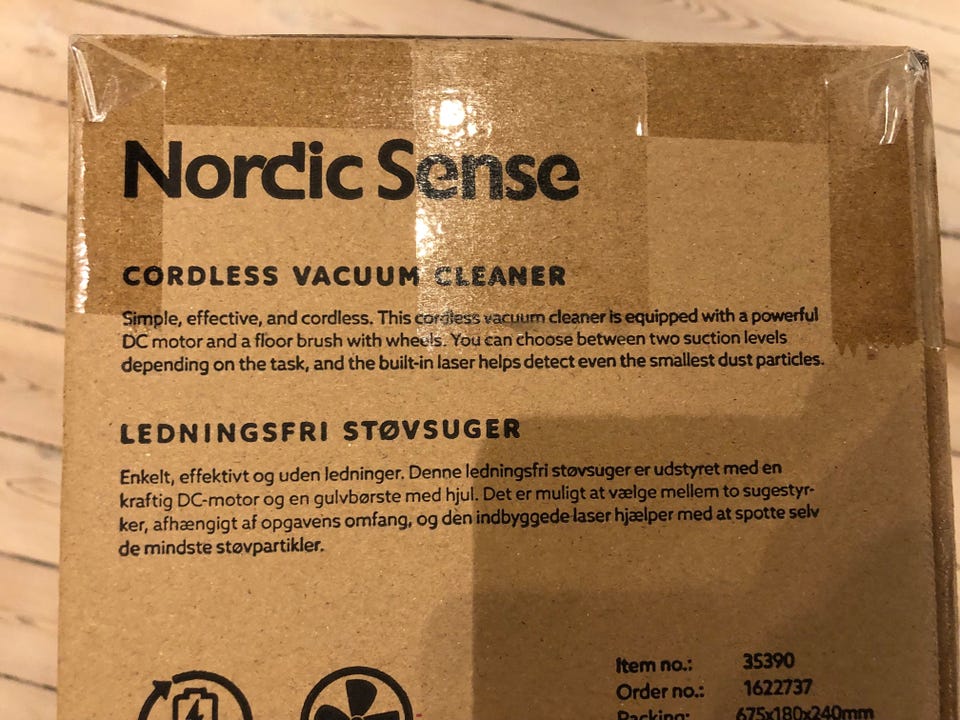 Nordic Sense
CORDLESS VACUUM CLEANER
Simple, effective, and cordless. This cordless vacuum cleaner is equipped with a powerful
DC motor and a floor brush with wheels. You can choose between two suction levels
depending on the task, and the built-in laser helps detect even the smallest dust particles.
LEDNINGSFRI STØVSUGER
Enkelt, effektivt og uden ledninger. Denne ledningsfri støvsuger er udstyret med en
kraftig DC-motor og en gulvbørste med hjul. Det er muligt at vælge mellem to sugestyr-
ker, afhængigt af opgavens omfang, og den indbyggede laser hjælper med at spotte selv
de mindste støvpartikler.
Item no.: 35390
Order no.: 1622737
Packing: 675x180x240mm